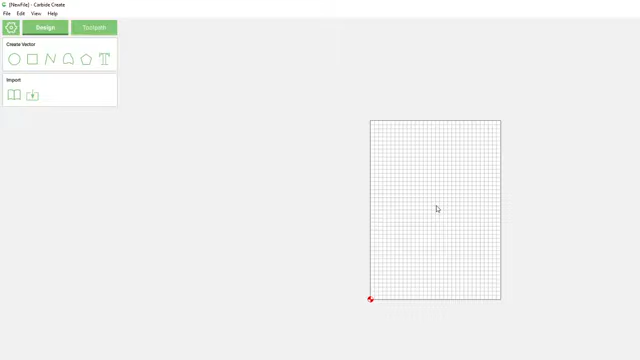 [NewFile] - Carbide Create
File Edit View Help
Design Toolpath
Create Vector
T
Import